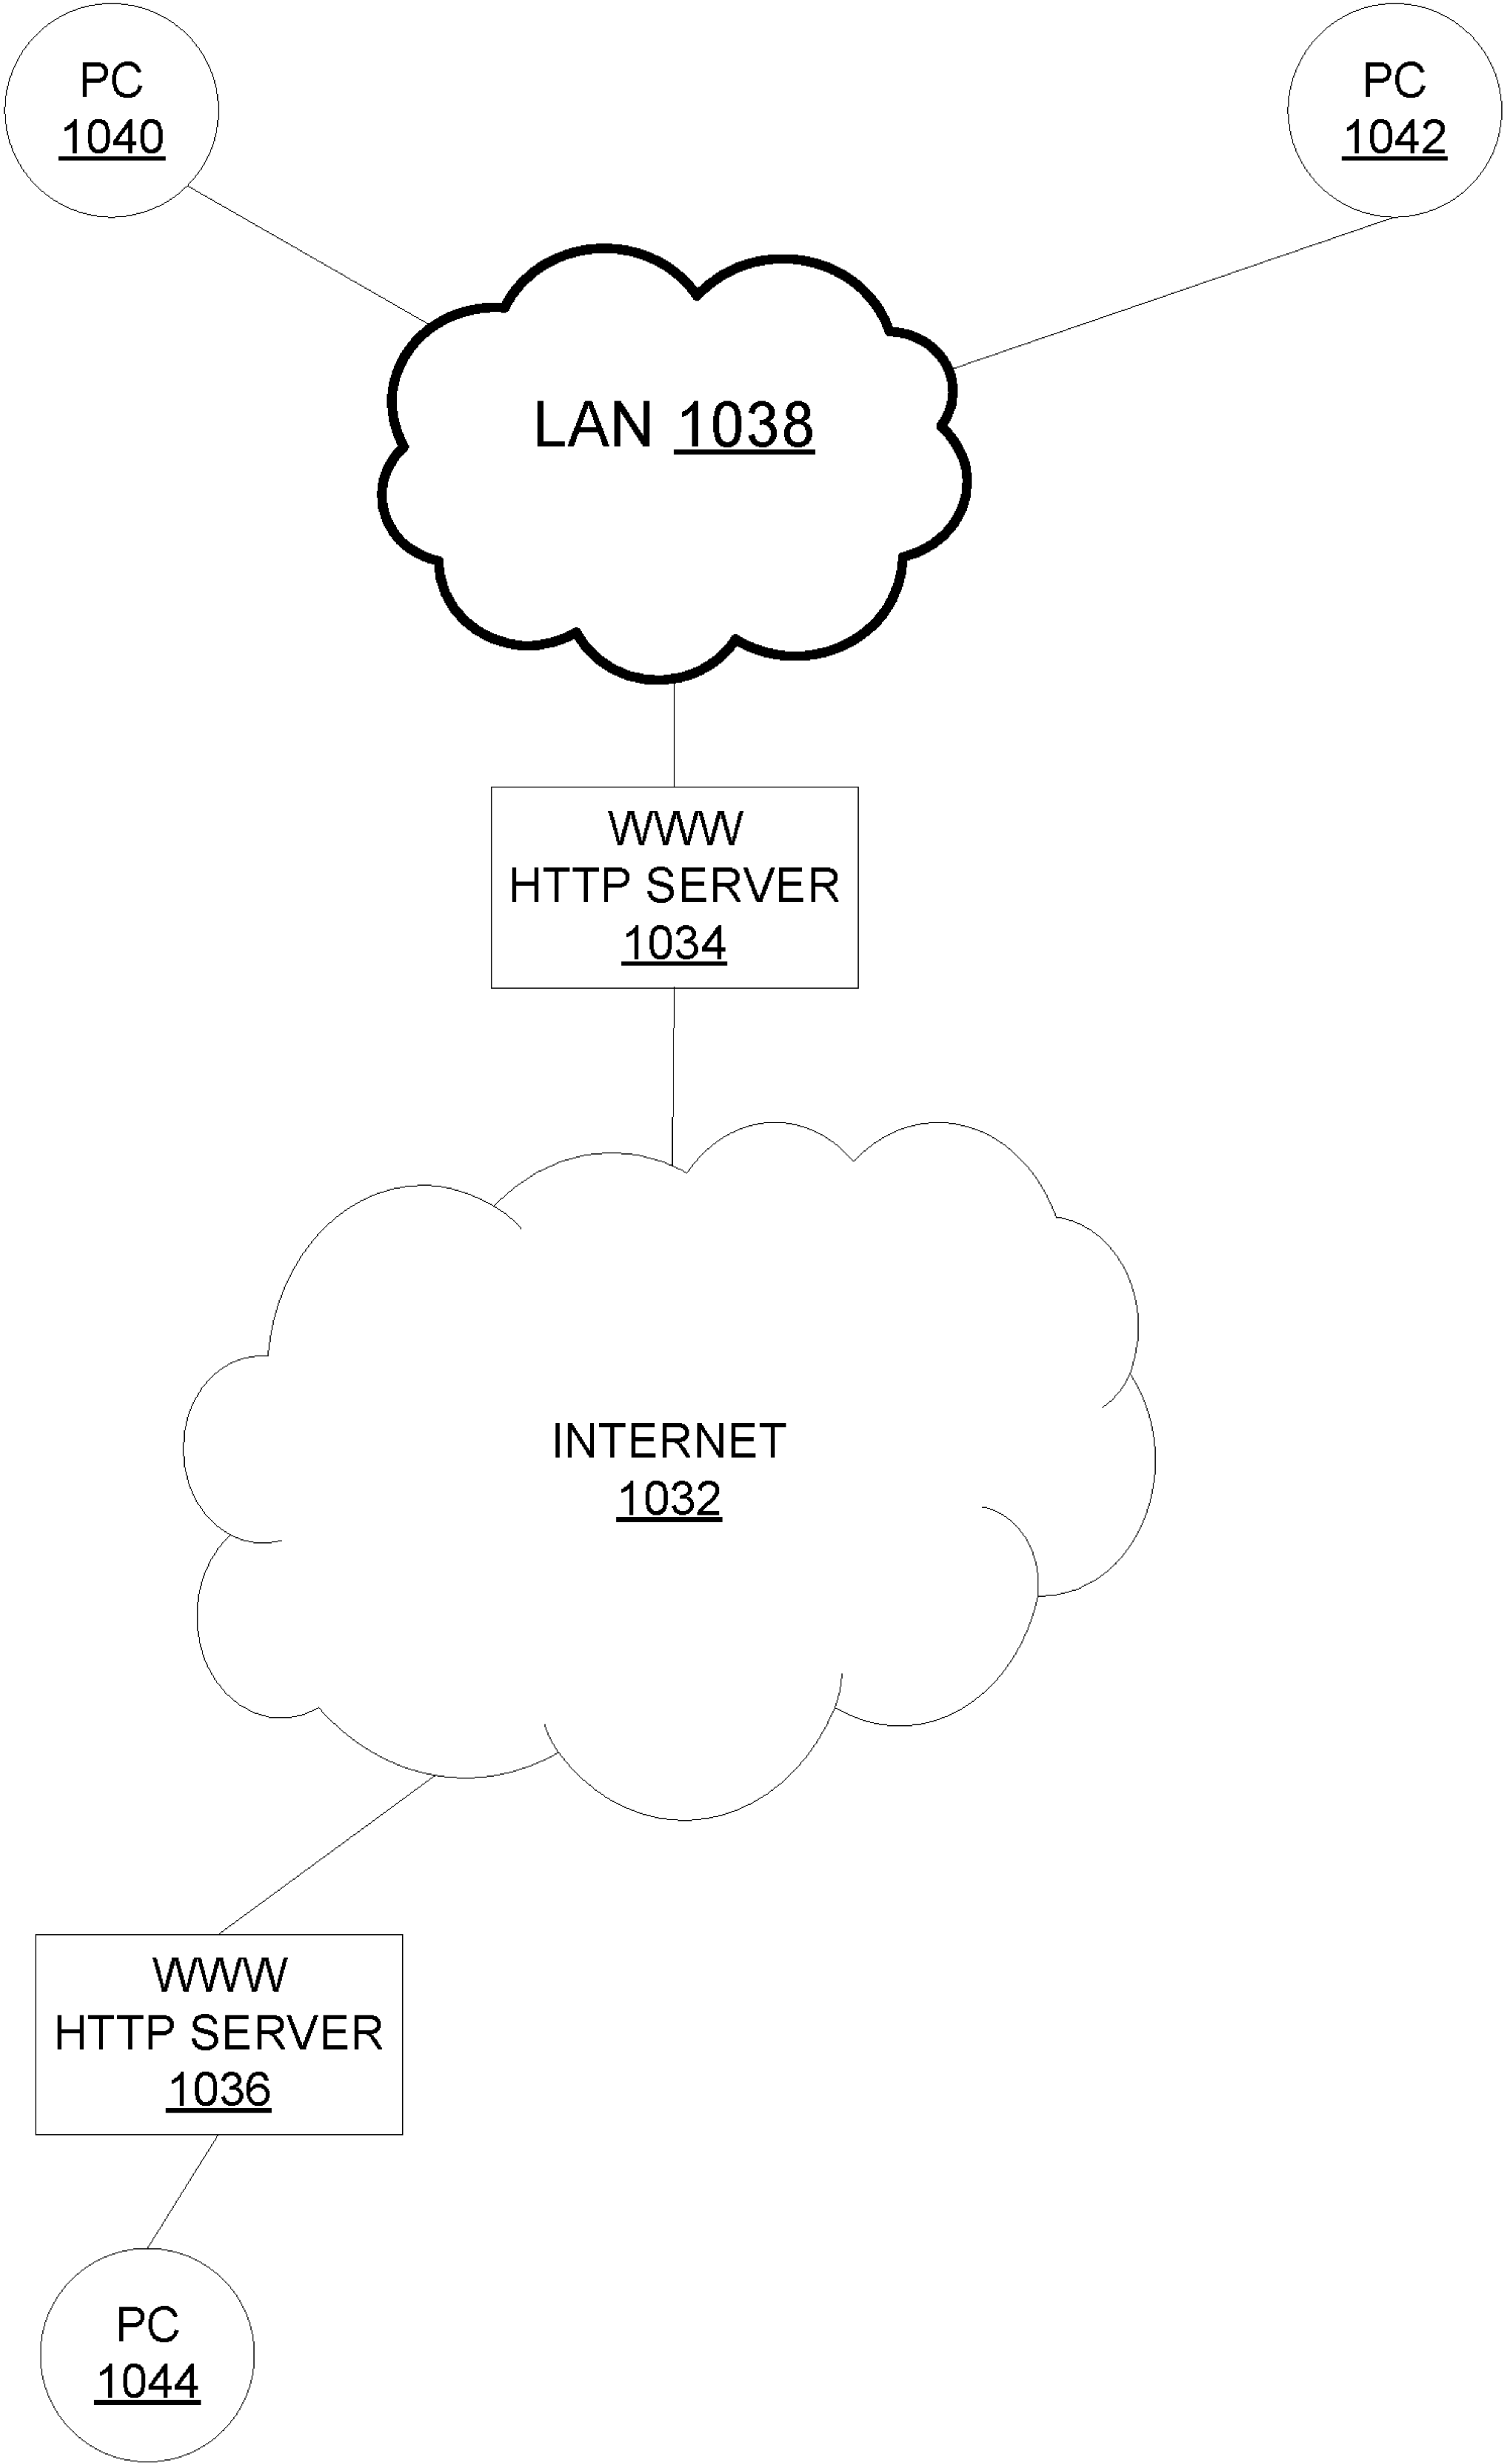 PC
1040
PC
1042
LAN 1038
WWW
HTTP SERVER
1034
INTERNET
1032
WWW
HTTP SERVER
1036
PC
1044